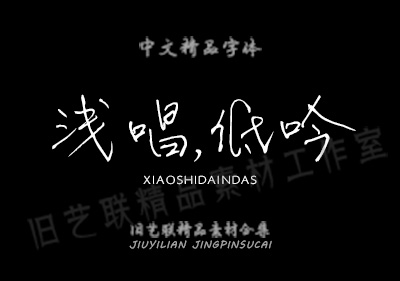 中文精品字体
浅唱,低吟
XIAOSHIDAINDAS
旧艺联精品素材工作室
旧艺联精品素材合集
JIUYILIAN JINGPINSUCAI